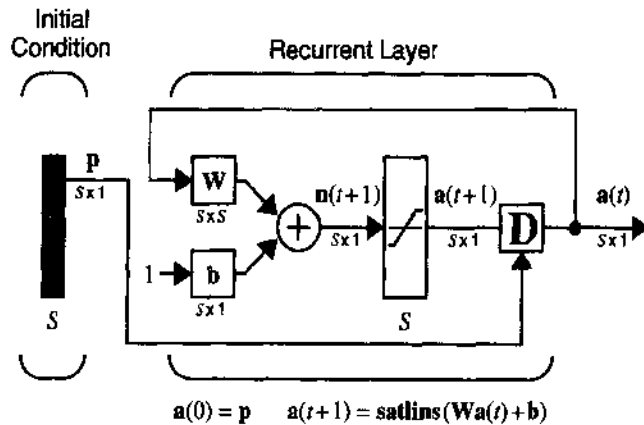 Initial
Condition
Recurrent Layer
p
S x 1
W
S x S
n(t+1)
S x 1
a(t+1)
S x 1
D
a(t)
S x 1
1
b
S x 1
S
S
a(0) = p a(t+1) = satlins(Wa(t)+b)